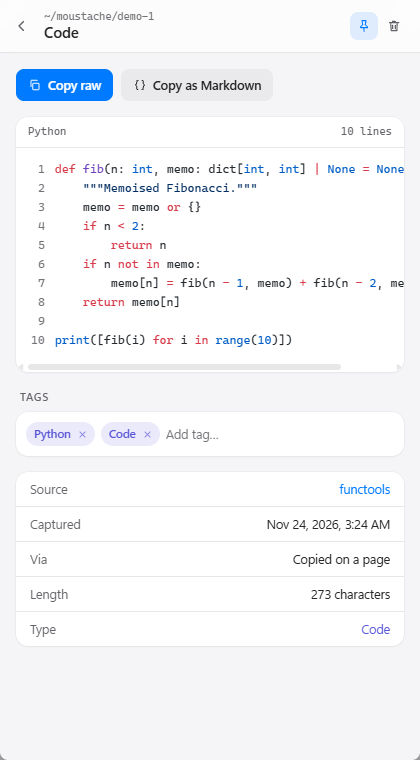 ~/moustache/demo-1
Code
Copy raw
{} Copy as Markdown
Python 10 lines
1 def fib(n: int, memo: dict[int, int] | None = None
2     """Memoised Fibonacci."""
3     memo = memo or {}
4     if n < 2:
5         return n
6     if n not in memo:
7         memo[n] = fib(n - 1, memo) + fib(n - 2, me
8     return memo[n]
9
10 print([fib(i) for i in range(10)])
TAGS
Python × Code × Add tag...
Source functools
Captured Nov 24, 2026, 3:24 AM
Via Copied on a page
Length 273 characters
Type Code